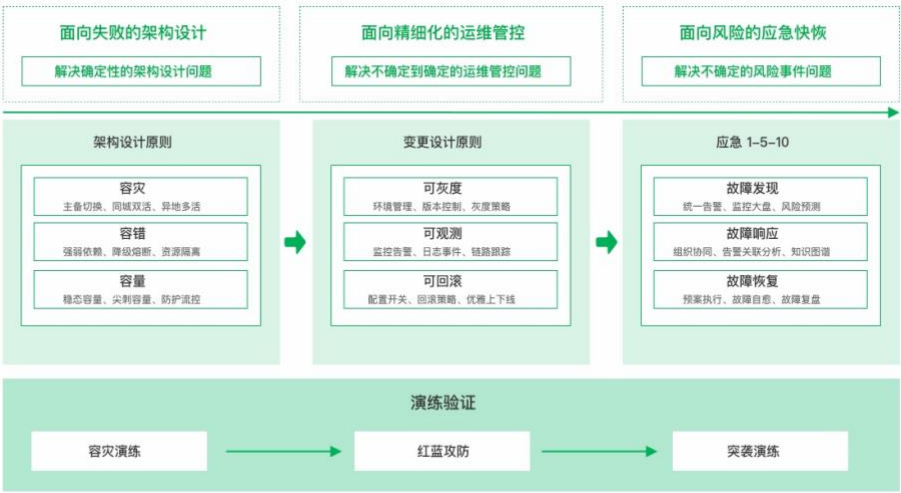 面向失败的架构设计
解决确定性的架构设计问题
面向精细化的运维管控
解决不确定到确定的运维管控问题
面向风险的应急快恢
解决不确定的风险事件问题
架构设计原则
容灾
主备切换、同城双活、异地多活
容错
强弱依赖、降级熔断、资源隔离
容量
稳态容量、尖刺容量、防护流控
变更设计原则
可灰度
环境管理、版本控制、灰度策略
可观测
监控告警、日志事件、链路跟踪
可回滚
配置开关、回滚策略、优雅上下线
应急 1-5-10
故障发现
统一告警、监控大盘、风险预测
故障响应
组织协同、告警关联分析、知识图谱
故障恢复
预案执行、故障自愈、故障复盘
演练验证
容灾演练
红蓝攻防
突袭演练